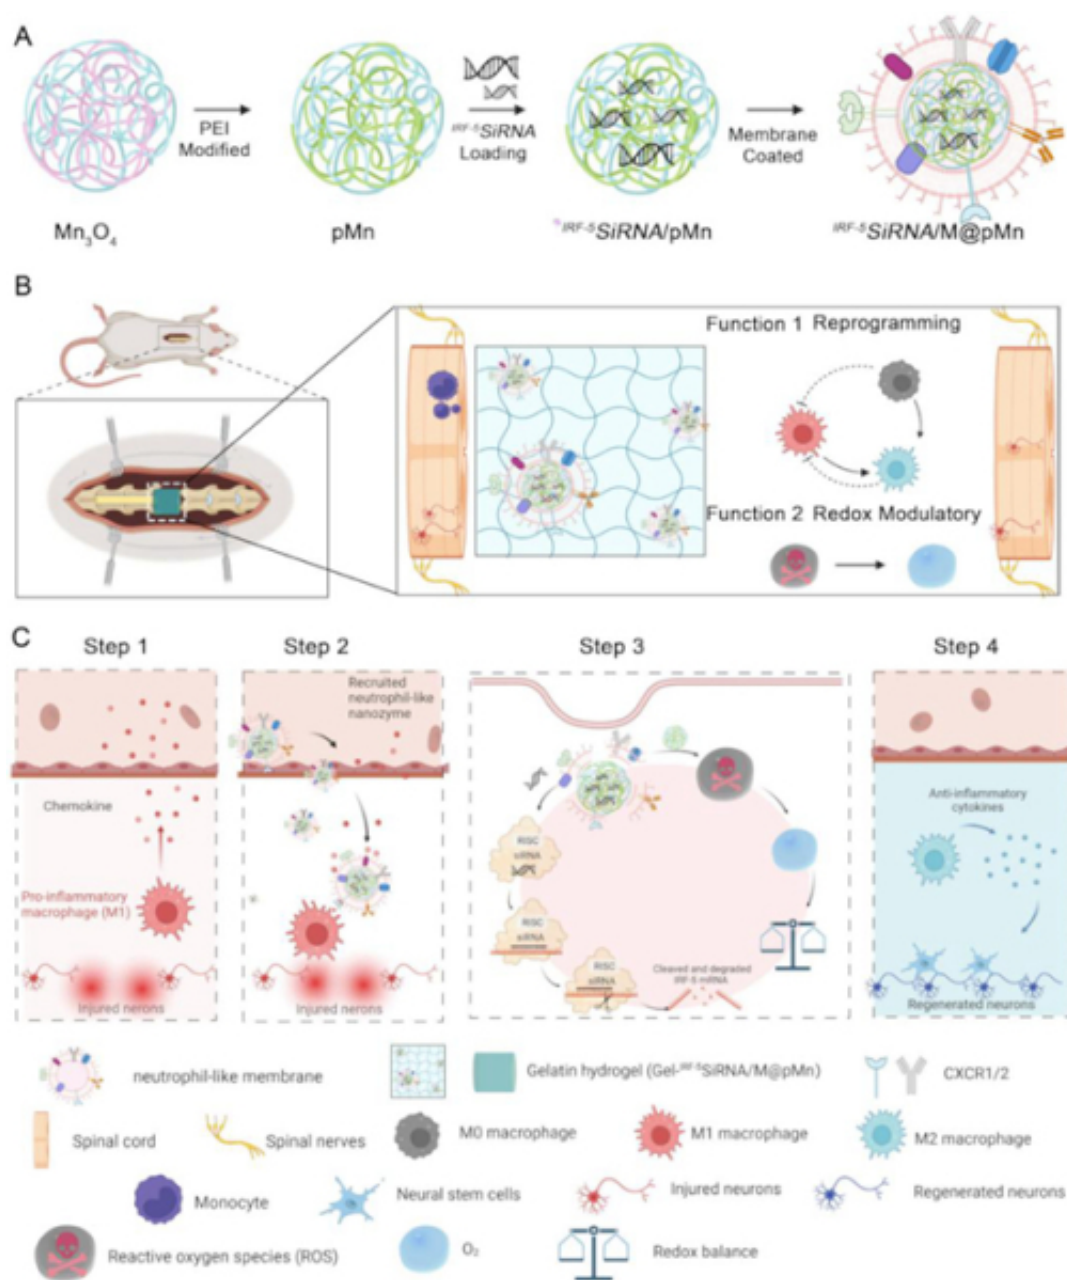 A
PEI
Modified
IRF-5SiRNA
Loading
Membrane
Coated
Mn3O4
pMn
IRF-5SiRNA/pMn
IRF-5SiRNA/M@pMn
B
Function 1 Reprogramming
Function 2 Redox Modulatory
C
Step 1
Step 2
Step 3
Step 4
Chemokine
Pro-inflammatory
macrophage (M1)
Injured nerons
Recruited
neutrophil-like
nanozyme
Injured nerons
RISC
siRNA
RISC
siRNA
RISC
siRNA
Cleaved and degraded
IRF-5 mRNA
Anti-inflammatory
cytokines
Regenerated neurons
neutrophil-like membrane
Gelatin hydrogel (Gel-IRF-5SiRNA/M@pMn)
CXCR1/2
Spinal cord
Spinal nerves
M0 macrophage
M1 macrophage
M2 macrophage
Monocyte
Neural stem cells
Injured neurons
Regenerated neurons
Reactive oxygen species (ROS)
O2
Redox balance